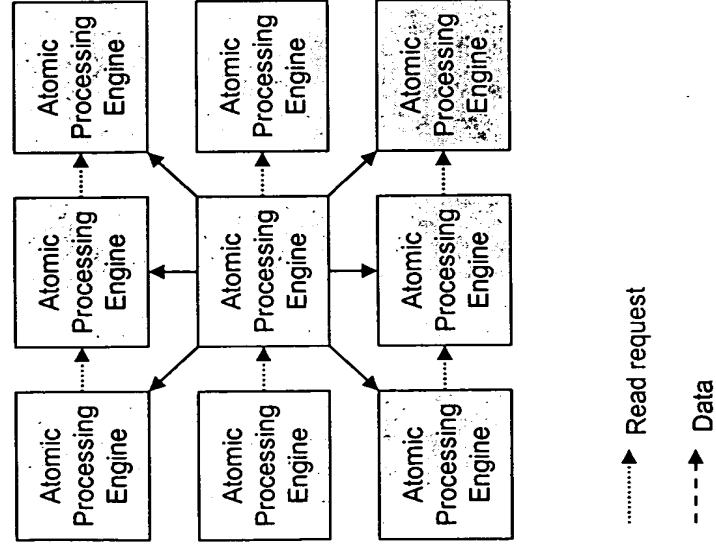 Atomic
Processing
Engine
Atomic
Processing
Engine
Atomic
Processing
Engine
Atomic
Processing
Engine
Atomic
Processing
Engine
Atomic
Processing
Engine
Atomic
Processing
Engine
Atomic
Processing
Engine
Atomic
Processing
Engine
Read request
Data